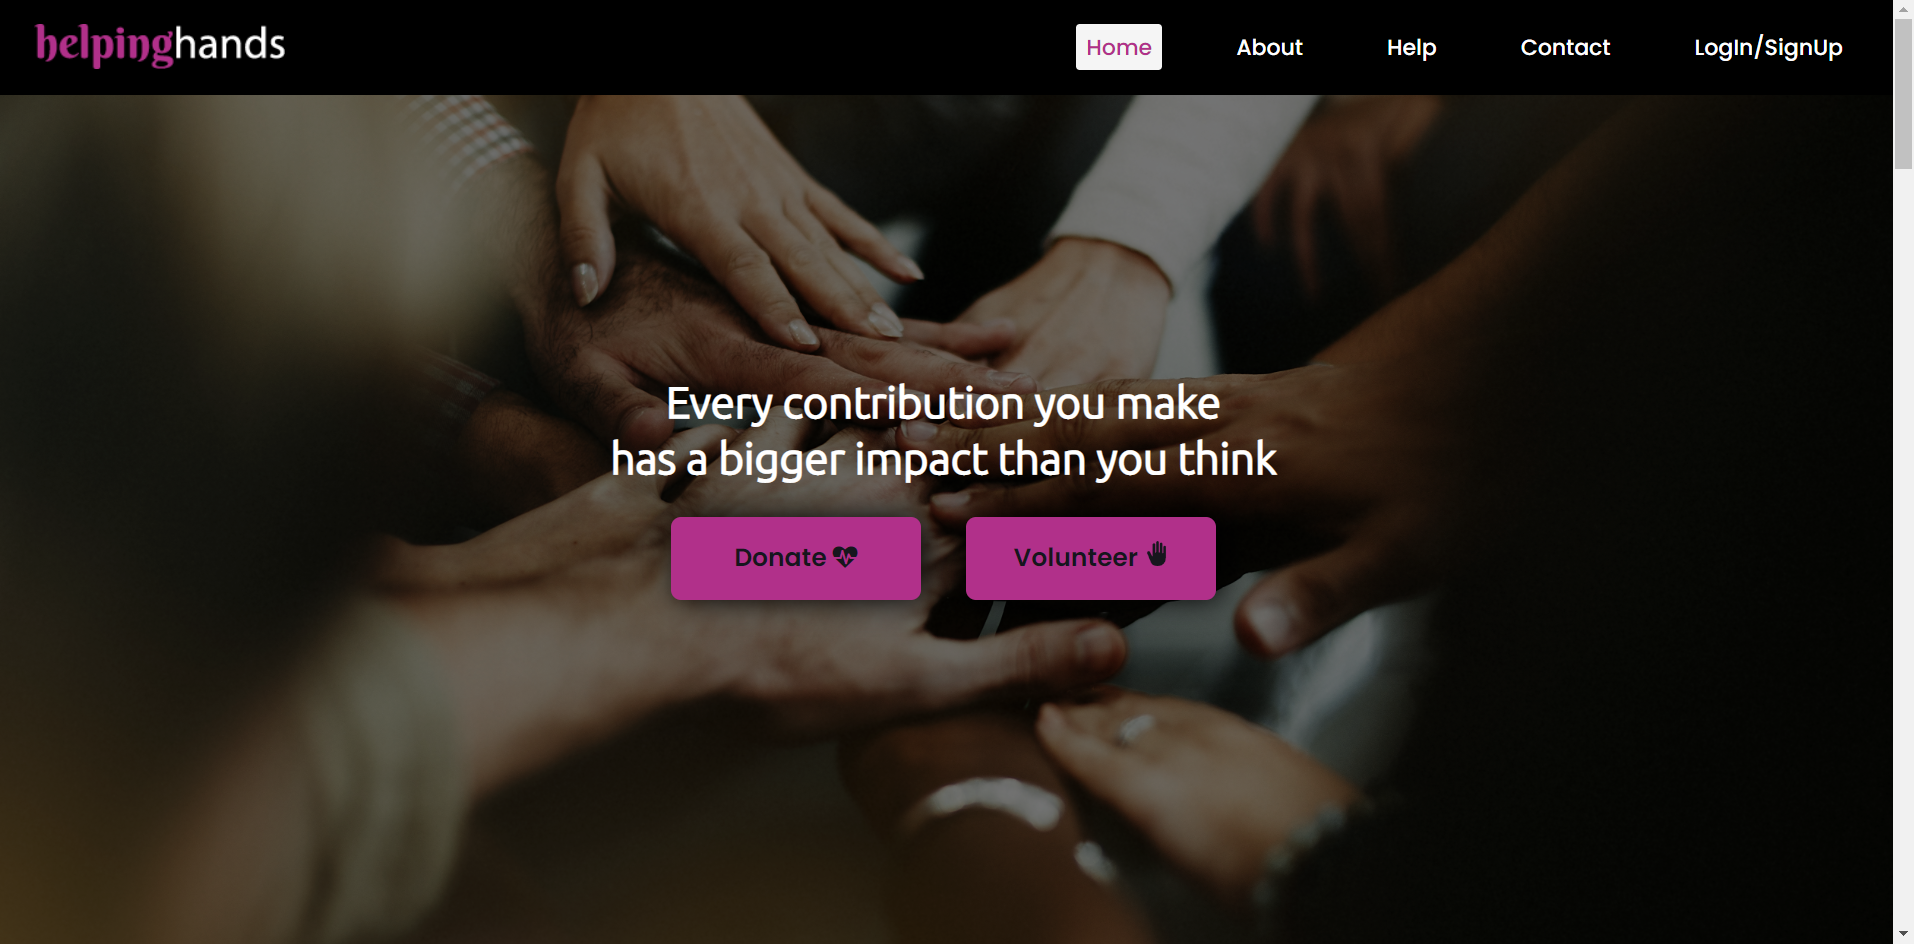 helpinghands
Home About Help Contact LogIn/SignUp
Every contribution you make
has a bigger impact than you think
Donate Volunteer